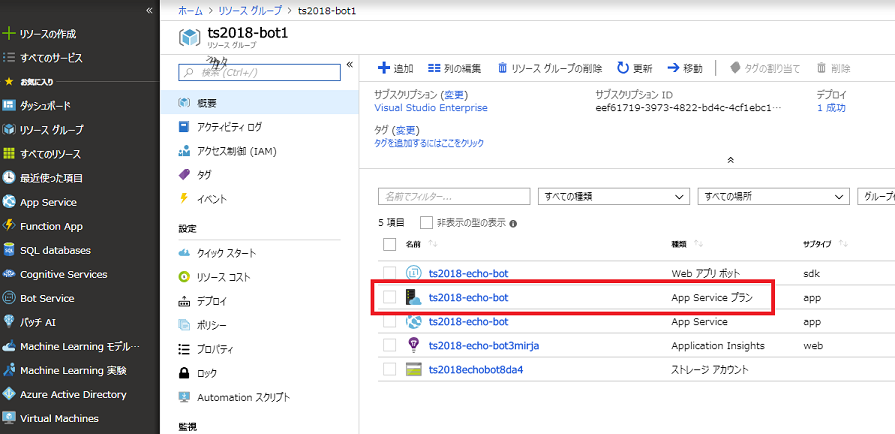 «
ホーム › リソース グループ › ts2018-bot1
ts2018-bot1
リソース グループ
リソースの作成
すべてのサービス
お気に入り
ダッシュボード
リソース グループ
すべてのリソース
最近使った項目
App Service
Function App
SQL databases
Cognitive Services
Bot Service
バッチ AI
Machine Learning モデル…
Machine Learning 実験
Azure Active Directory
Virtual Machines
検索 (Ctrl+/)
«
概要
アクティビティ ログ
アクセス制御 (IAM)
タグ
イベント
設定
クイック スタート
リソース コスト
デプロイ
ポリシー
プロパティ
ロック
Automation スクリプト
監視
追加 列の編集 リソース グループの削除 更新 移動 タグの割り当て 削除
サブスクリプション (変更) サブスクリプション ID デプロイ
Visual Studio Enterprise eef61719-3973-4822-bd4c-4cf1ebc1… 1 成功
タグ (変更)
タグを追加するにはここをクリック
名前でフィルター... すべての種類 すべての場所
5 項目 非表示の型の表示
名前 種類 サブタイプ
ts2018-echo-bot Web アプリ ボット sdk
ts2018-echo-bot App Service プラン app
ts2018-echo-bot App Service app
ts2018-echo-bot3mirja Application Insights web
ts2018echobot8da4 ストレージ アカウント